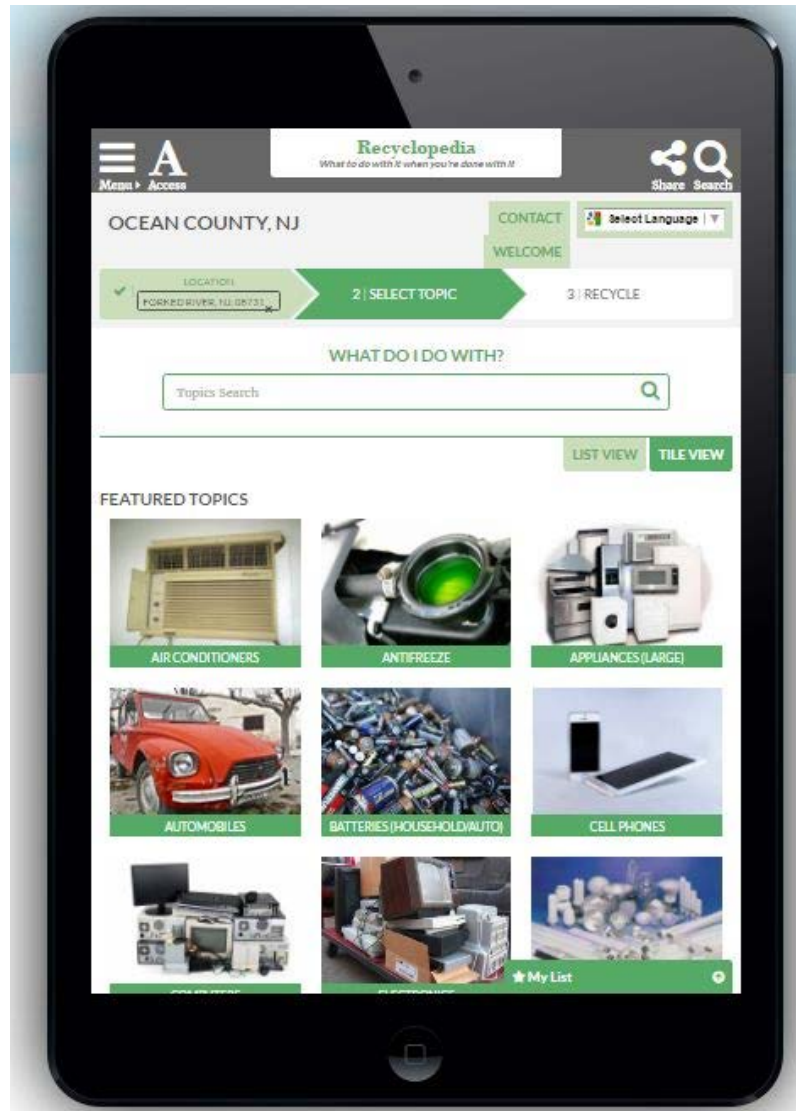 Recyclopedia
What to do with it when you're done with it
A
Menu Access
Share Search
OCEAN COUNTY, NJ
CONTACT
Select Language
WELCOME
LOCATION
FORKED RIVER, NJ, 08731 x
2 | SELECT TOPIC
3 | RECYCLE
WHAT DO I DO WITH?
Topics Search
LIST VIEW TILE VIEW
FEATURED TOPICS
AIR CONDITIONERS
ANTIFREEZE
APPLIANCES (LARGE)
AUTOMOBILES
BATTERIES (HOUSEHOLD/AUTO)
CELL PHONES
COMPUTERS
ELECTRONICS
My List